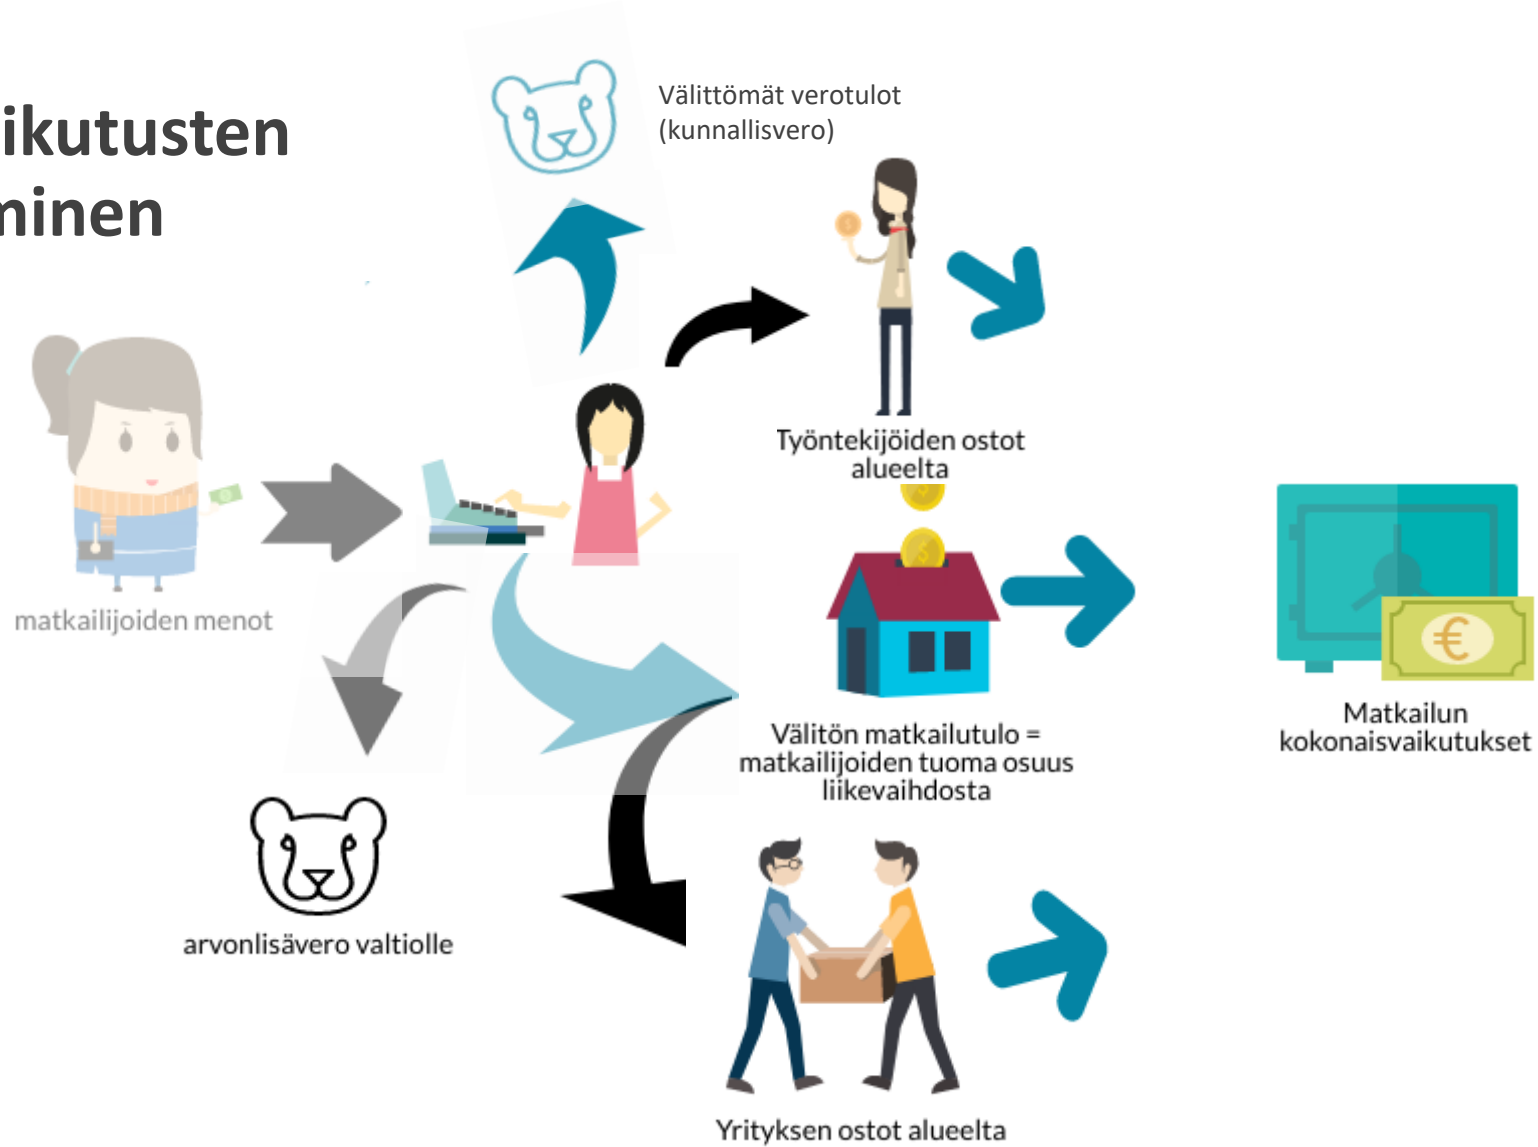 ikutusten
minen
Välittömät verotulot
(kunnallisvero)
Työntekijöiden ostot
alueelta
matkailijoiden menot
Välitön matkailutulo =
matkailijoiden tuoma osuus
liikevaihdosta
Matkailun
kokonaisvaikutukset
arvonlisävero valtiolle
Yrityksen ostot alueelta